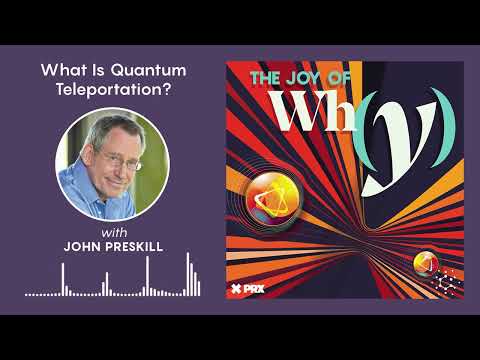 What Is Quantum
Teleportation?
with
JOHN PRESKILL
THE JOY OF
Wh(y)
PRX